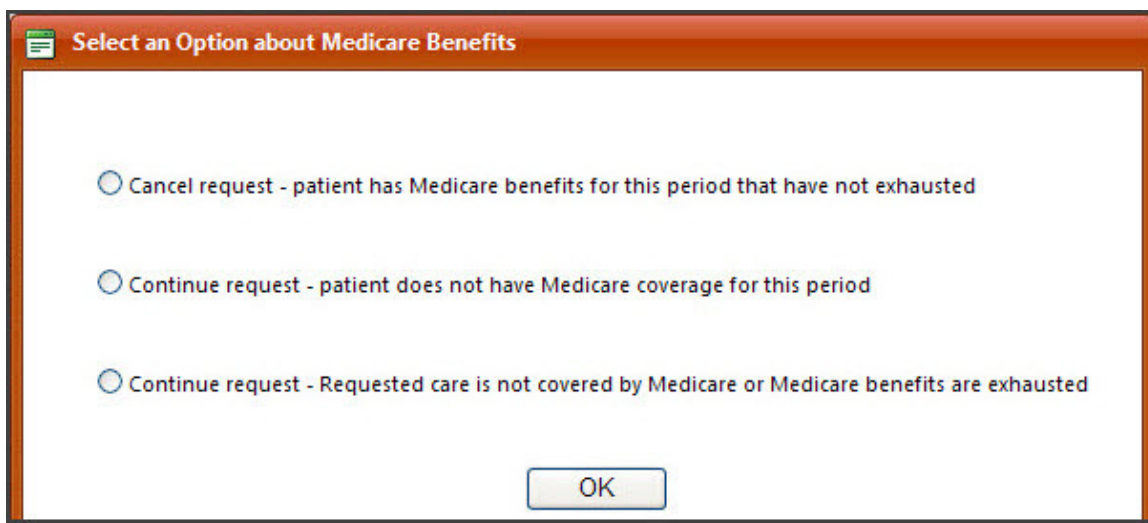 Select an Option about Medicare Benefits
Cancel request - patient has Medicare benefits for this period that have not exhausted
Continue request - patient does not have Medicare coverage for this period
Continue request - Requested care is not covered by Medicare or Medicare benefits are exhausted
OK